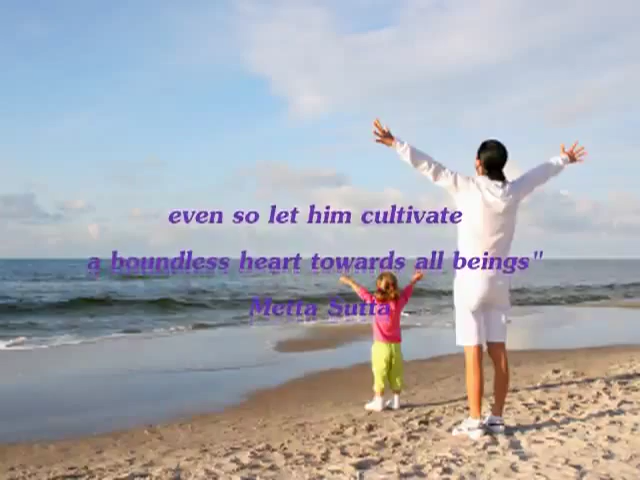 even so let him cultivate
a boundless heart towards all beings"
Metta Sutta